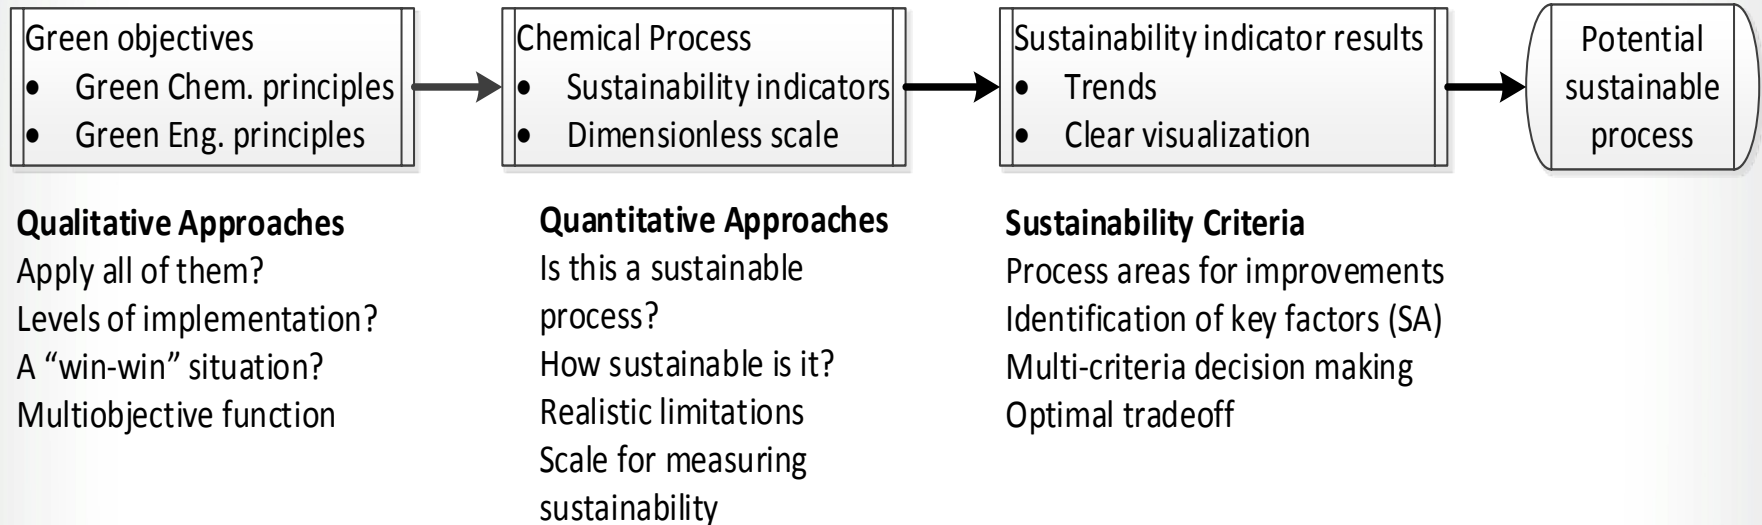 Green objectives
• Green Chem. principles
• Green Eng. principles
Chemical Process
• Sustainability indicators
• Dimensionless scale
Sustainability indicator results
• Trends
• Clear visualization
Potential
sustainable
process
Qualitative Approaches
Apply all of them?
Levels of implementation?
A “win-win” situation?
Multiobjective function
Quantitative Approaches
Is this a sustainable
process?
How sustainable is it?
Realistic limitations
Scale for measuring
sustainability
Sustainability Criteria
Process areas for improvements
Identification of key factors (SA)
Multi-criteria decision making
Optimal tradeoff